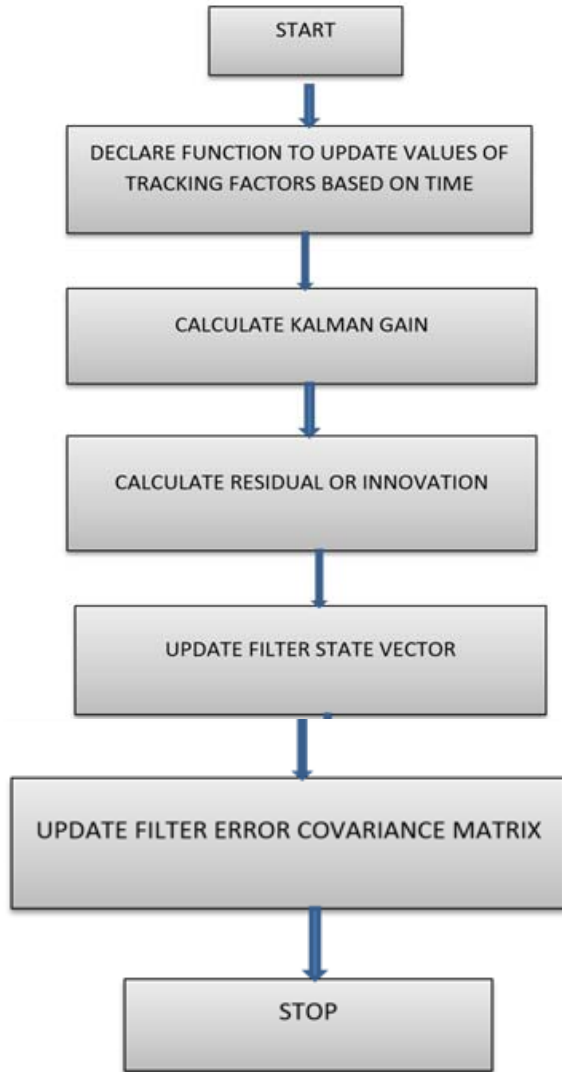 START
DECLARE FUNCTION TO UPDATE VALUES OF
TRACKING FACTORS BASED ON TIME
CALCULATE KALMAN GAIN
CALCULATE RESIDUAL OR INNOVATION
UPDATE FILTER STATE VECTOR
UPDATE FILTER ERROR COVARIANCE MATRIX
STOP